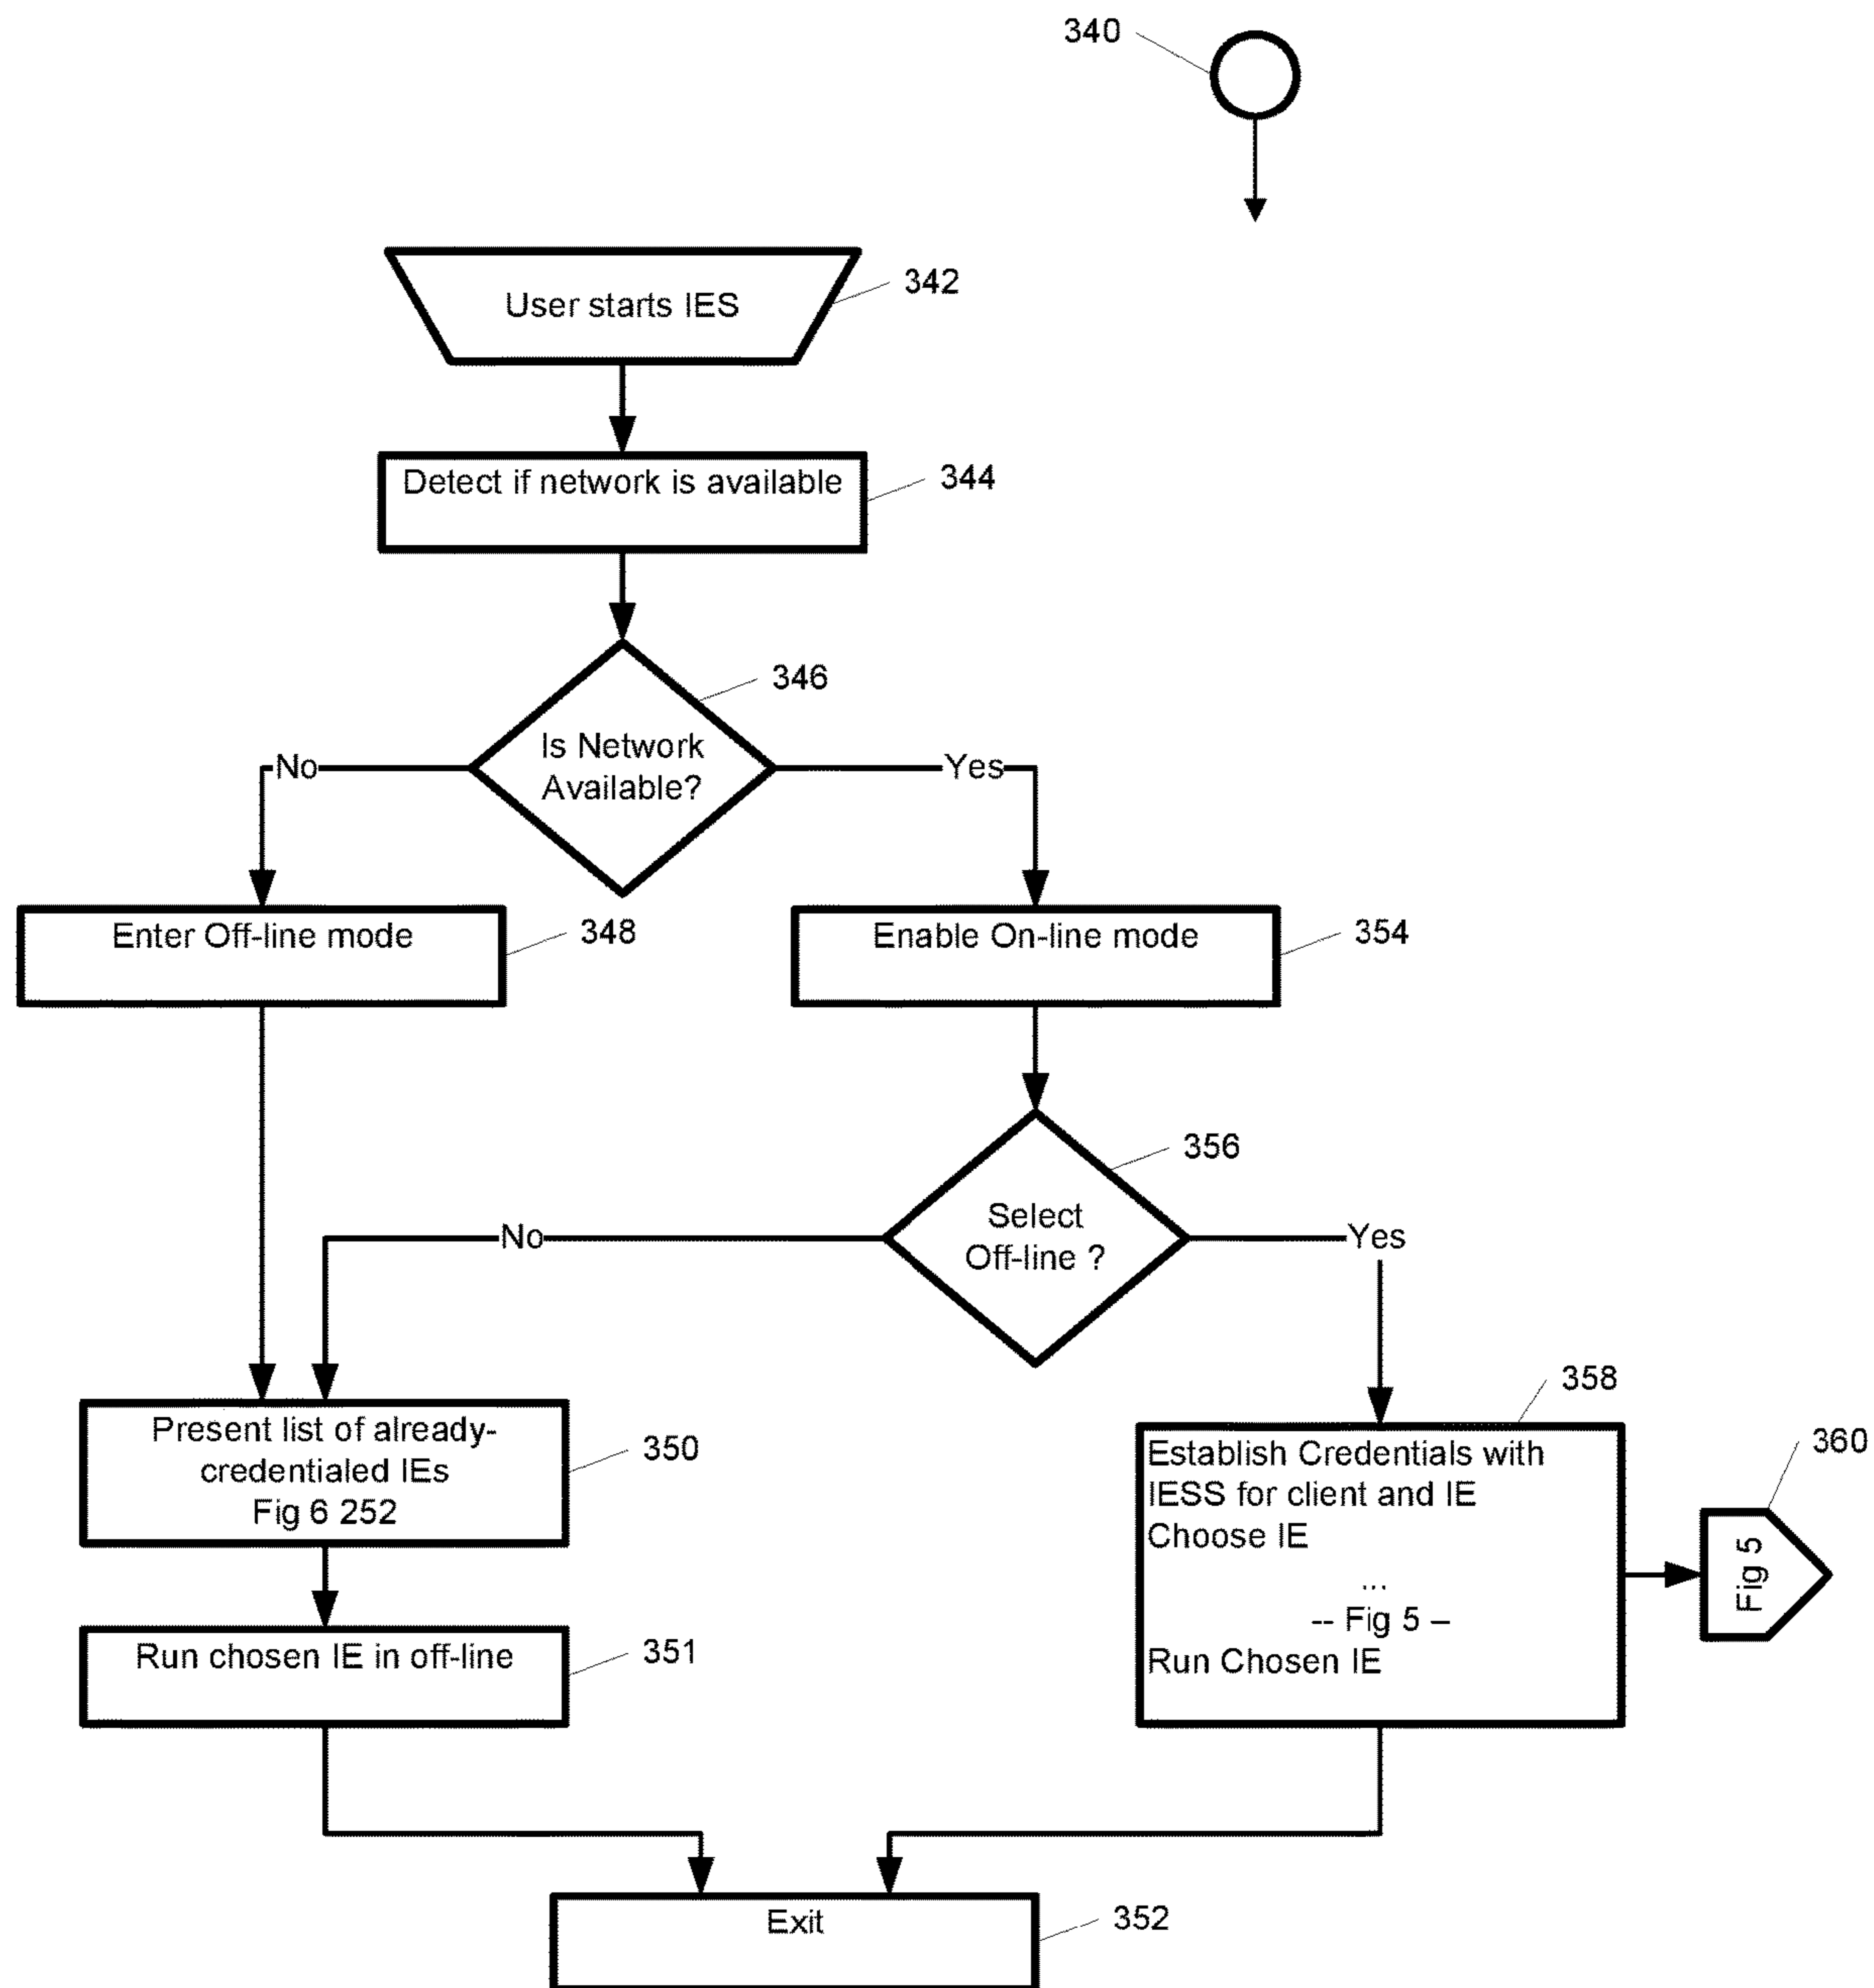 340
User starts IES
342
Detect if network is available
344
346
Is Network
Available?
No
Yes
Enter Off-line mode
348
Enable On-line mode
354
356
Select
Off-line ?
No
Yes
358
Present list of already-
credentialed IEs
Fig 6 252
350
Establish Credentials with
IESS for client and IE
Choose IE
...
-- Fig 5 –
Run Chosen IE
360
Fig 5
Run chosen IE in off-line
351
Exit
352